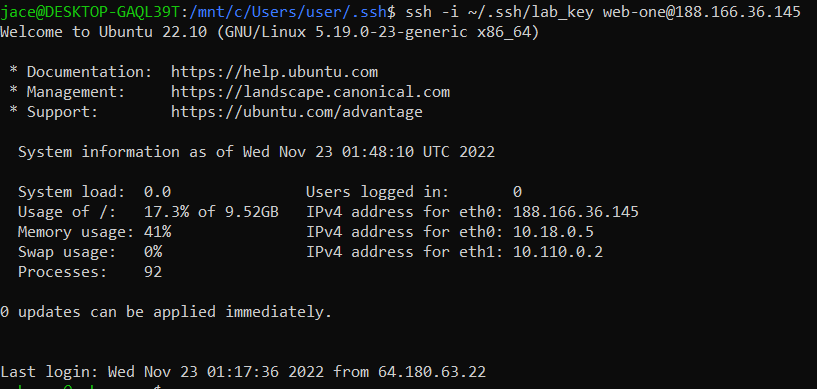 jace@DESKTOP-GAQL39T:/mnt/c/Users/user/.ssh$ ssh -i ~/.ssh/lab_key web-one@188.166.36.145
Welcome to Ubuntu 22.10 (GNU/Linux 5.19.0-23-generic x86_64)
* Documentation: https://help.ubuntu.com
* Management: https://landscape.canonical.com
* Support: https://ubuntu.com/advantage
System information as of Wed Nov 23 01:48:10 UTC 2022
System load: 0.0 Users logged in: 0
Usage of /: 17.3% of 9.52GB IPv4 address for eth0: 188.166.36.145
Memory usage: 41% IPv4 address for eth0: 10.18.0.5
Swap usage: 0% IPv4 address for eth1: 10.110.0.2
Processes: 92
0 updates can be applied immediately.
Last login: Wed Nov 23 01:17:36 2022 from 64.180.63.22